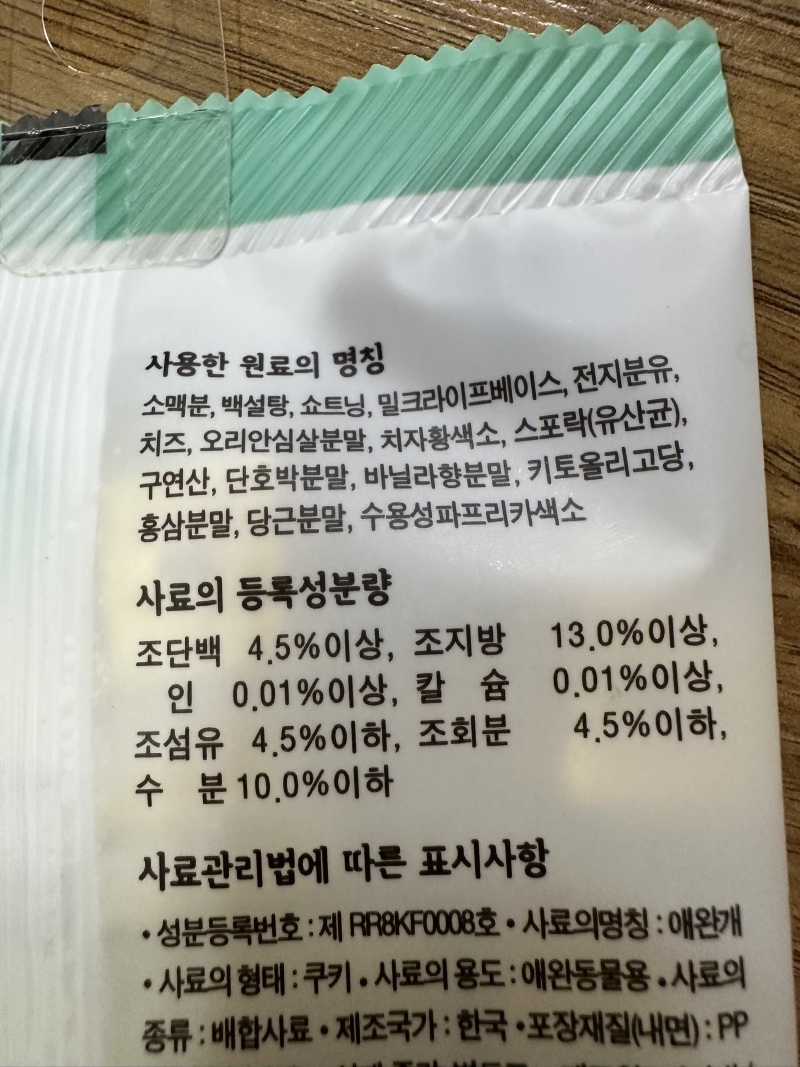 사용한 원료의 명칭
소맥분, 백설탕, 쇼트닝, 밀크라이프베이스, 전지분유,
치즈, 오리안심살분말, 치자황색소, 스포락(유산균),
구연산, 단호박분말, 바닐라향분말, 키토올리고당,
홍삼분말, 당근분말, 수용성파프리카색소
사료의 등록성분량
조단백 4.5%이상, 조지방 13.0%이상,
인 0.01%이상, 칼 슘 0.01%이상,
조섬유 4.5%이하, 조회분 4.5%이하,
수 분 10.0%이하
사료관리법에 따른 표시사항
• 성분등록번호 : 제 RR8KF0008호 • 사료의명칭 : 애완개
• 사료의 형태 : 쿠키 • 사료의 용도 : 애완동물용 • 사료의
종류 : 배합사료 • 제조국가 : 한국 • 포장재질(내면) : PP